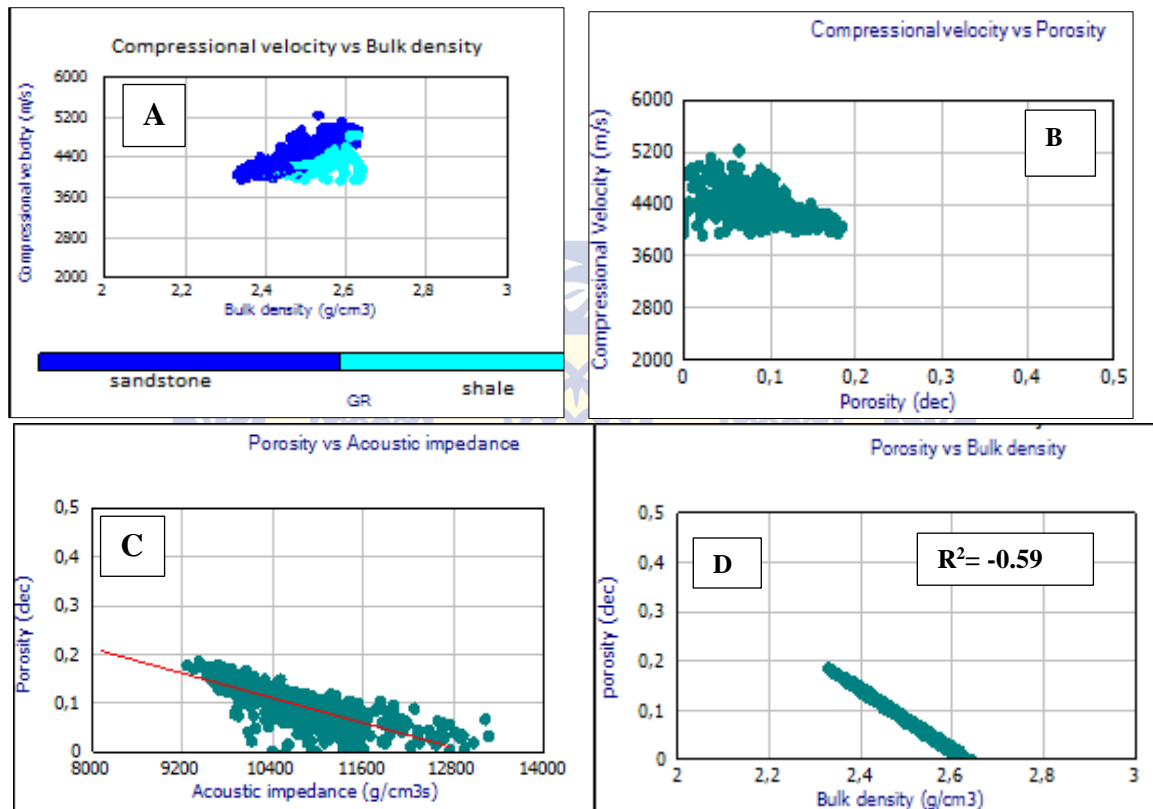 Compressional velocity vs Bulk density
A
Compressional velocity (m/s)
6000
5200
4400
3600
2800
2000
2 2,2 2,4 2,6 2,8 3
Bulk density (g/cm3)
sandstone shale
GR
Compressional velocity vs Porosity
B
Compressional Velocity (m/s)
6000
5200
4400
3600
2800
2000
0 0,1 0,2 0,3 0,4 0,5
Porosity (dec)
Porosity vs Acoustic impedance
C
Porosity (dec)
0,5
0,4
0,3
0,2
0,1
0
8000 9200 10400 11600 12800 14000
Acoustic impedance (g/cm3s)
Porosity vs Bulk density
D
R²= -0.59
porosity (dec)
0,5
0,4
0,3
0,2
0,1
0
2 2,2 2,4 2,6 2,8 3
Bulk density (g/cm3)